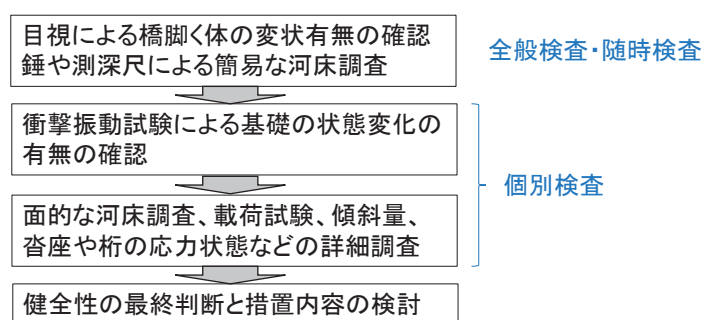 目視による橋脚く体の変状有無の確認
錘や測深尺による簡易な河床調査
全般検査・随時検査
衝撃振動試験による基礎の状態変化の
有無の確認
個別検査
面的な河床調査、載荷試験、傾斜量、
沓座や桁の応力状態などの詳細調査
健全性の最終判断と措置内容の検討